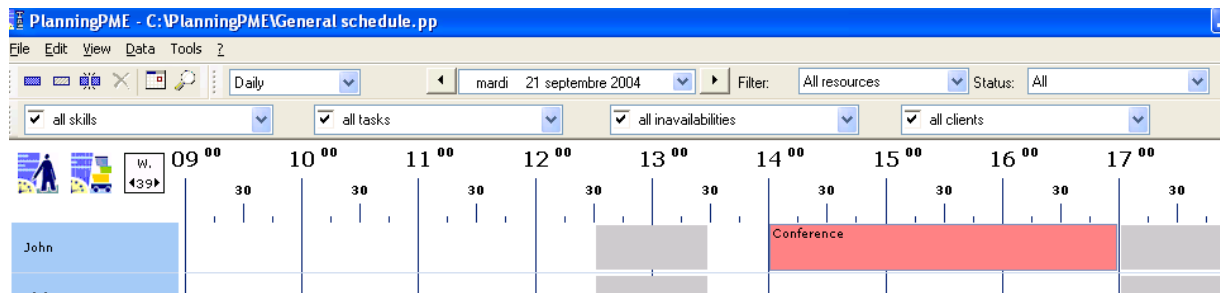 PlanningPME - C:\PlanningPME\General schedule.pp
File Edit View Data Tools ?
Daily mardi 21 septembre 2004 Filter: All resources Status: All
all skills all tasks all inavailabilities all clients
W. 39 09 00 10 00 11 00 12 00 13 00 14 00 15 00 16 00 17 00
30 30 30 30 30 30 30 30 30
Conference
John